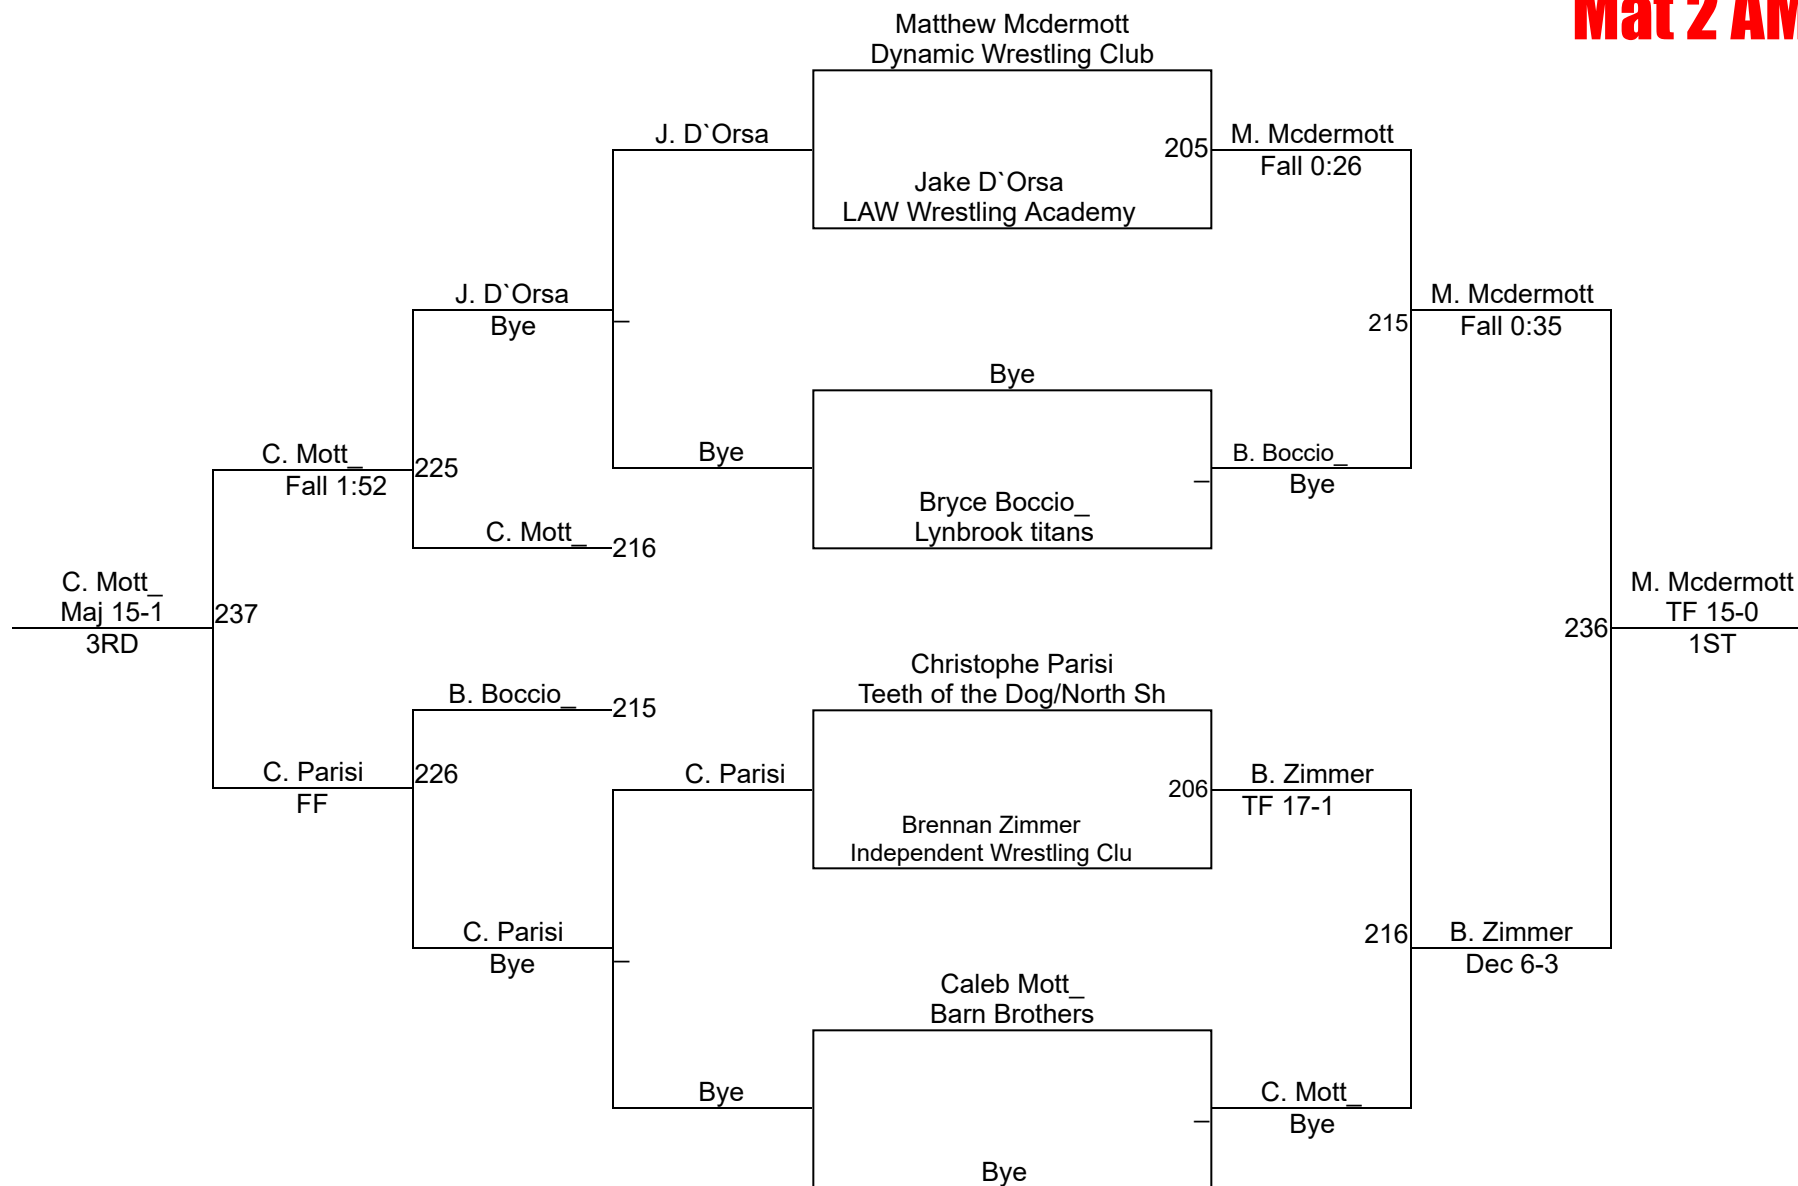 Mat 2 AM
Matthew Mcdermott
Dynamic Wrestling Club
J. D`Orsa
205
M. Mcdermott
Fall 0:26
Jake D`Orsa
LAW Wrestling Academy
J. D`Orsa
Bye
_
215
M. Mcdermott
Fall 0:35
Bye
C. Mott_
Fall 1:52
225
Bye
_
B. Boccio_
Bye
Bryce Boccio_
Lynbrook titans
C. Mott_
216
C. Mott_
Maj 15-1
3RD
237
236
M. Mcdermott
TF 15-0
1ST
Christophe Parisi
Teeth of the Dog/North Sh
B. Boccio_
215
C. Parisi
FF
226
C. Parisi
206
B. Zimmer
TF 17-1
Brennan Zimmer
Independent Wrestling Clu
C. Parisi
Bye
_
216
B. Zimmer
Dec 6-3
Caleb Mott_
Barn Brothers
Bye
_
C. Mott_
Bye
Bye